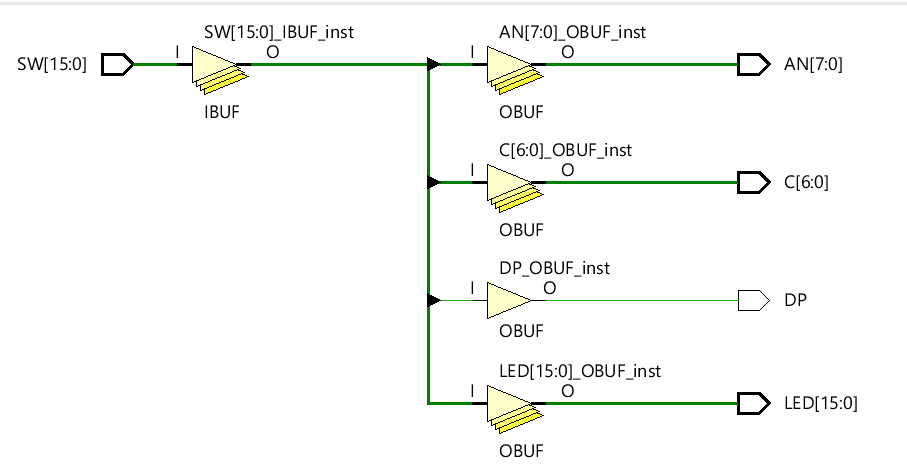 SW[15:0]_IBUF_inst
AN[7:0]_OBUF_inst
I
O
I
O
SW[15:0]
AN[7:0]
IBUF
OBUF
C[6:0]_OBUF_inst
I
O
C[6:0]
OBUF
DP_OBUF_inst
I
O
DP
OBUF
LED[15:0]_OBUF_inst
I
O
LED[15:0]
OBUF